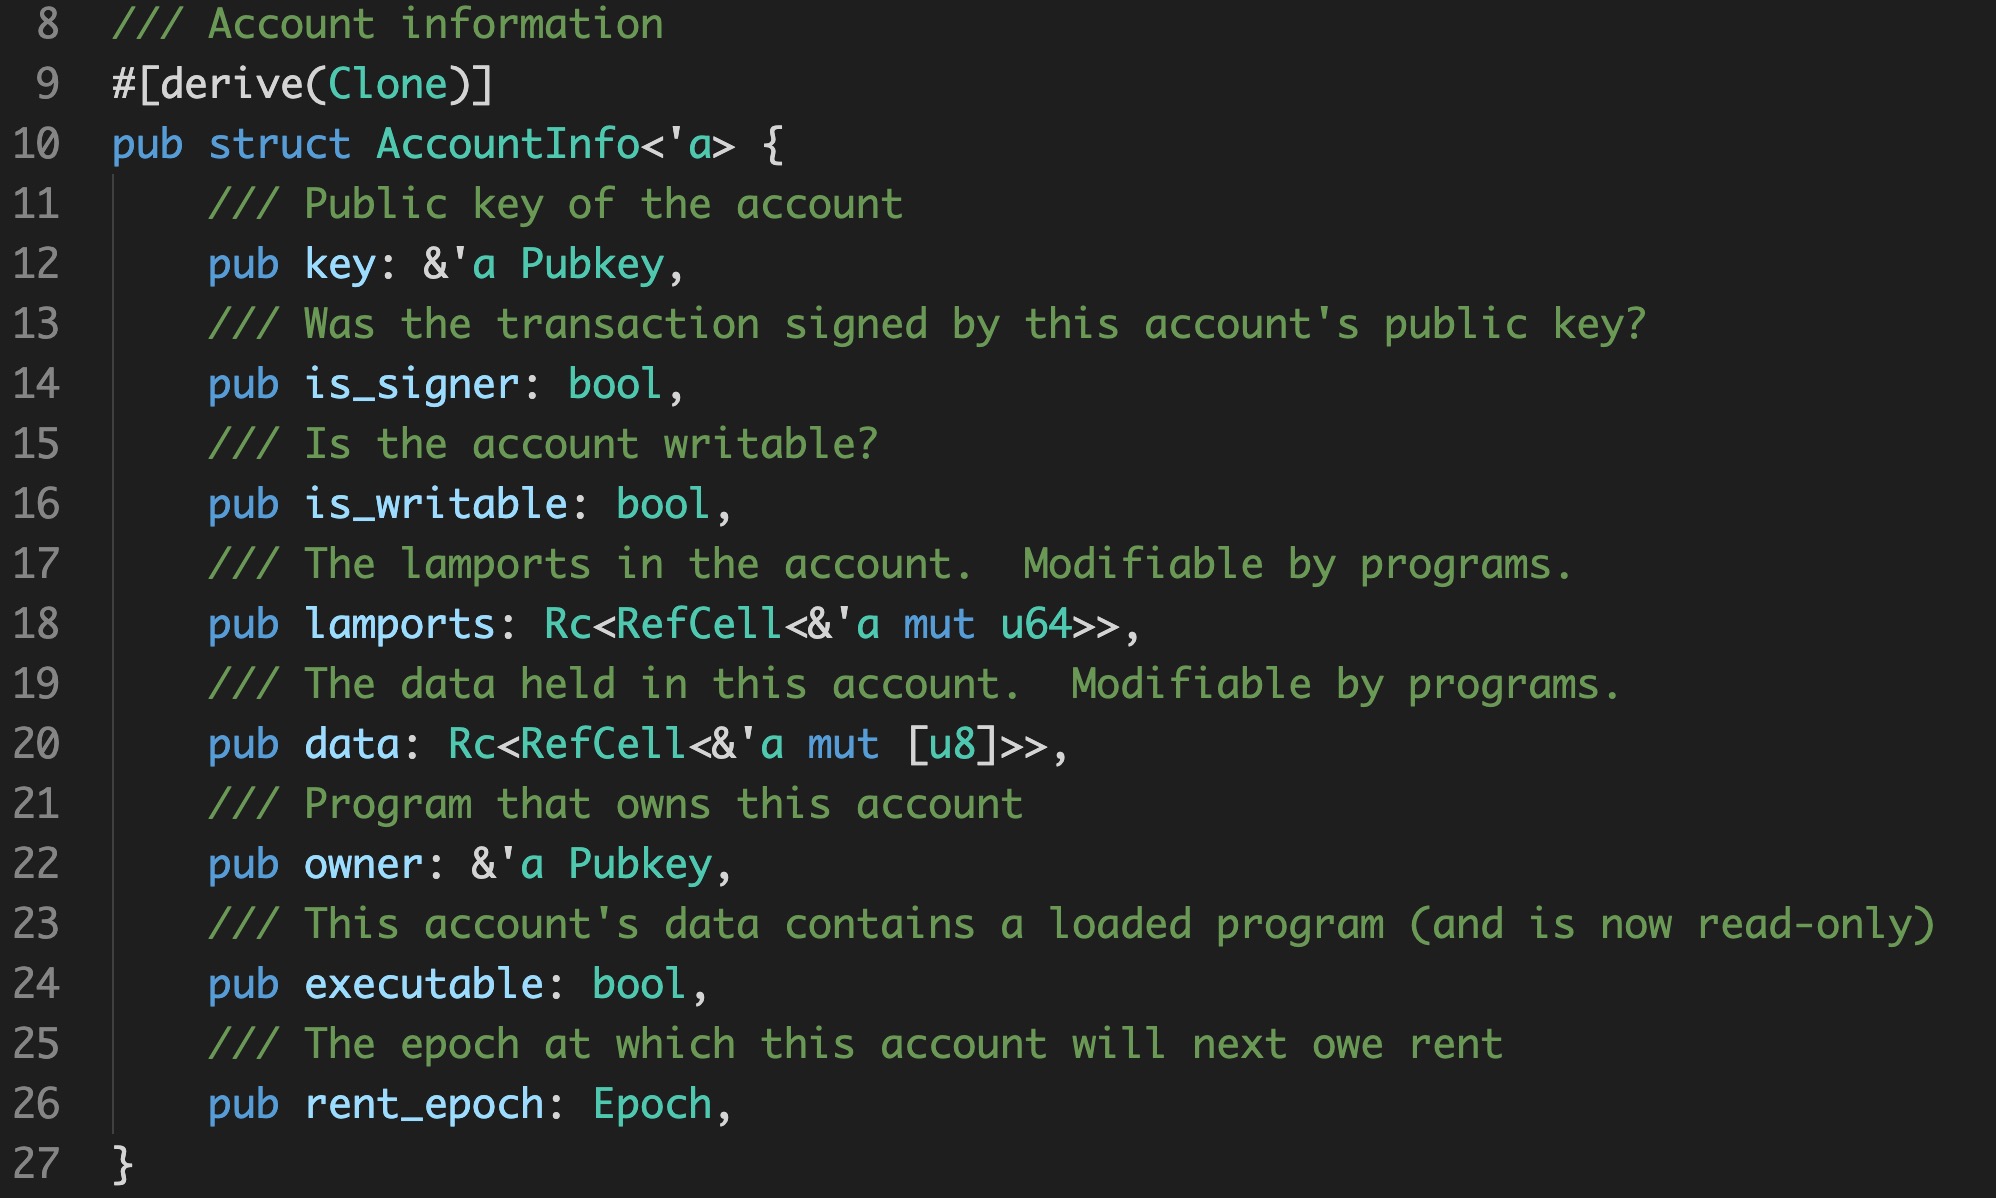 8 /// Account information
9 #[derive(Clone)]
10 pub struct AccountInfo<'a> {
11     /// Public key of the account
12     pub key: &'a Pubkey,
13     /// Was the transaction signed by this account's public key?
14     pub is_signer: bool,
15     /// Is the account writable?
16     pub is_writable: bool,
17     /// The lamports in the account.  Modifiable by programs.
18     pub lamports: Rc<RefCell<&'a mut u64>>,
19     /// The data held in this account.  Modifiable by programs.
20     pub data: Rc<RefCell<&'a mut [u8]>>,
21     /// Program that owns this account
22     pub owner: &'a Pubkey,
23     /// This account's data contains a loaded program (and is now read-only)
24     pub executable: bool,
25     /// The epoch at which this account will next owe rent
26     pub rent_epoch: Epoch,
27 }